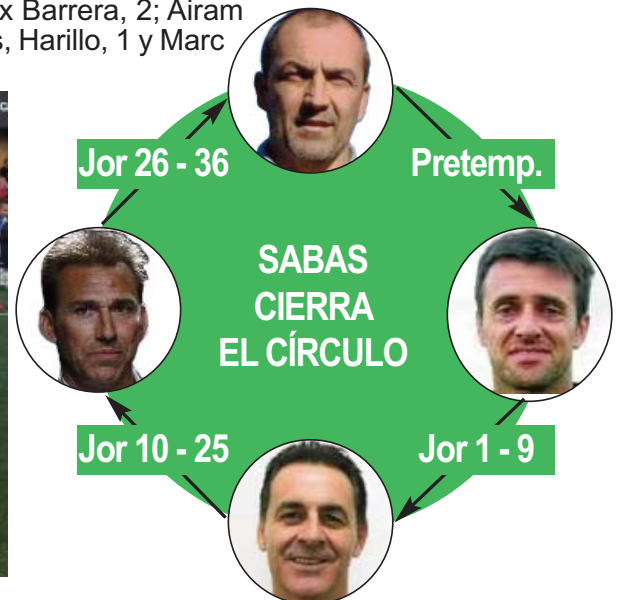 x Barrera, 2; Airam
s, Harillo, 1 y Marc
Jor 26 - 36
Pretemp.
SABAS
CIERRA
EL CÍRCULO
Jor 10 - 25
Jor 1 - 9